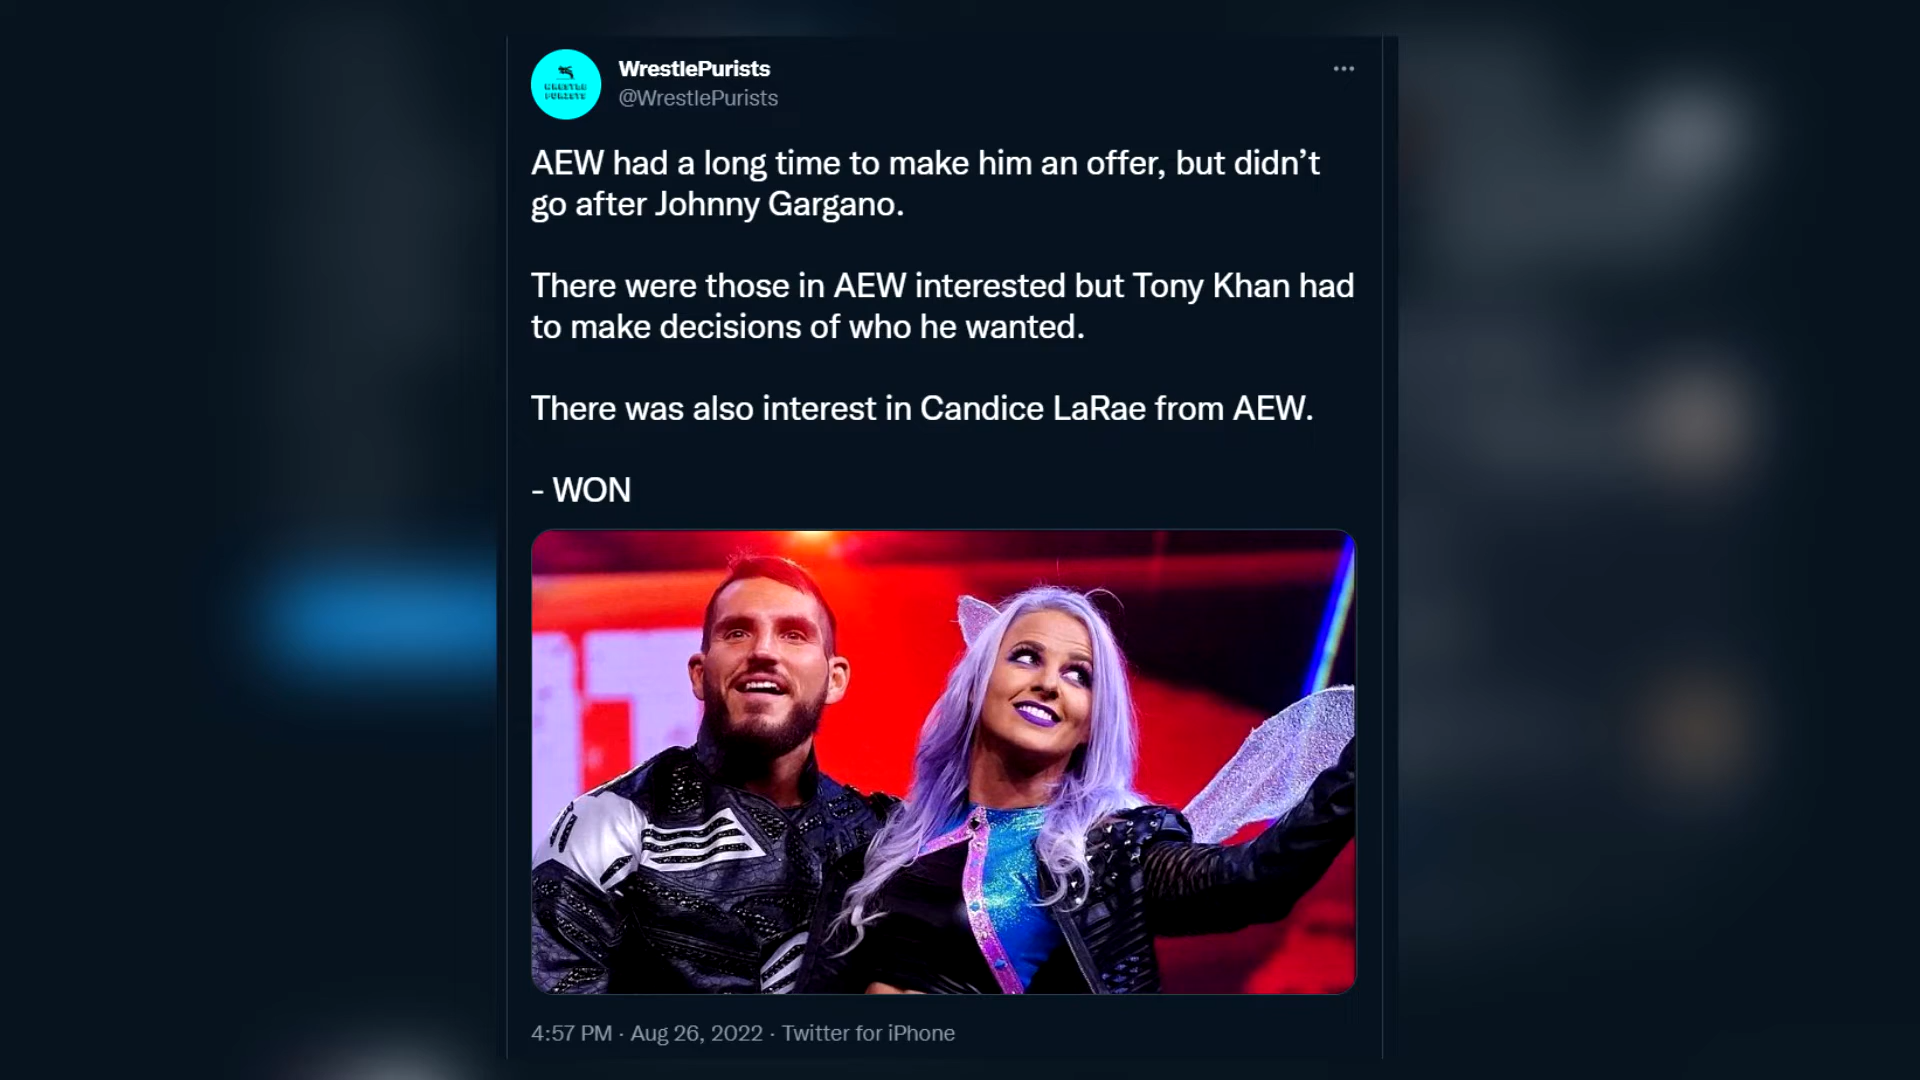 WrestlePurists
@WrestlePurists
WRESTLE
PURISTS
AEW had a long time to make him an offer, but didn’t
go after Johnny Gargano.
There were those in AEW interested but Tony Khan had
to make decisions of who he wanted.
There was also interest in Candice LaRae from AEW.
- WON
4:57 PM · Aug 26, 2022 · Twitter for iPhone